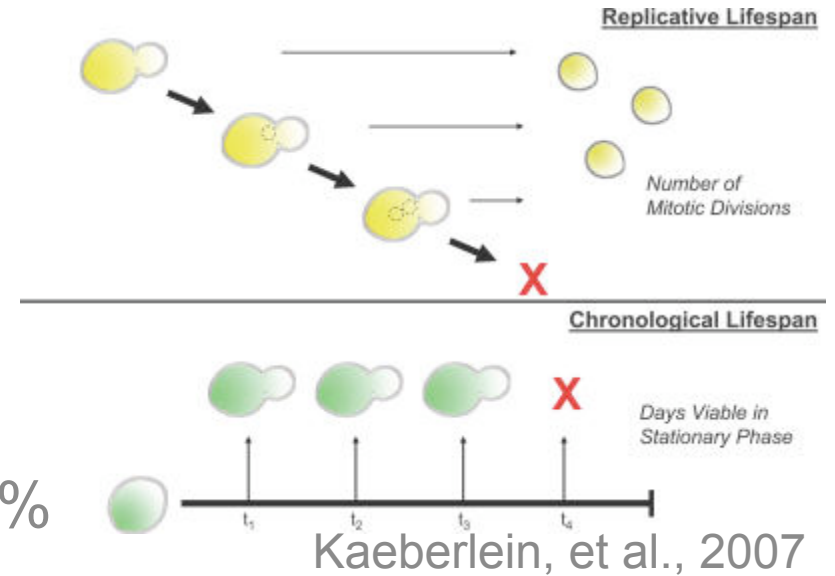 Replicative Lifespan
Number of
Mitotic Divisions
X
Chronological Lifespan
X
Days Viable in
Stationary Phase
%
t₁ t₂ t₃ t₄
Kaeberlein, et al., 2007